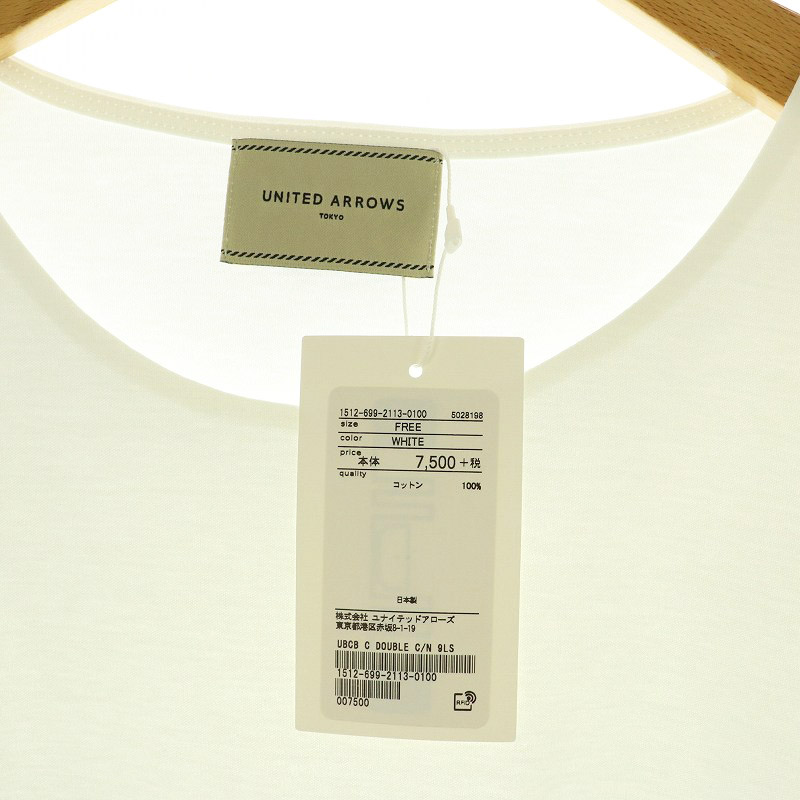 UNITED ARROWS
TOKYO
1512-699-2113-0100 5028198
size FREE
color WHITE
price 本体 7,500+税
quality
コットン 100%
日本製
株式会社 ユナイテッドアローズ
東京都港区赤坂8-1-19
UBCB C DOUBLE C/N 9LS
1512-699-2113-0100
007500
RFID